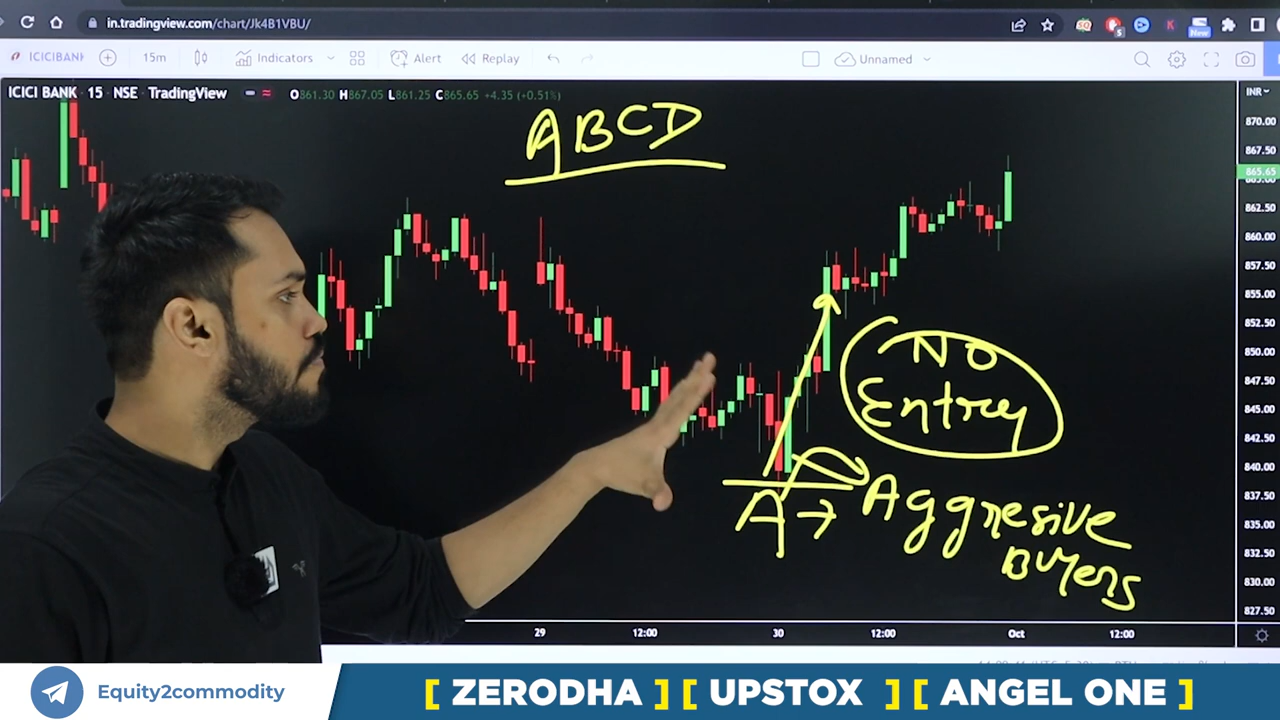 in.tradingview.com/chart/Jk4B1VBU/
New
ICICIBANK 15m Indicators Alert Replay Unnamed
ICICI BANK · 15 · NSE · TradingView O861.30 H867.05 L861.25 C865.65 +4.35 (+0.51%)
INR
ABCD
870.00
867.50
865.65
865.00
862.50
860.00
857.50
855.00
852.50
850.00
847.50
845.00
842.50
840.00
837.50
835.00
832.50
830.00
827.50
NO
Entry
A → Aggresive
Buyers
29 12:00 30 12:00 Oct 12:00
Equity2commodity
[ ZERODHA ] [ UPSTOX ] [ ANGEL ONE ]